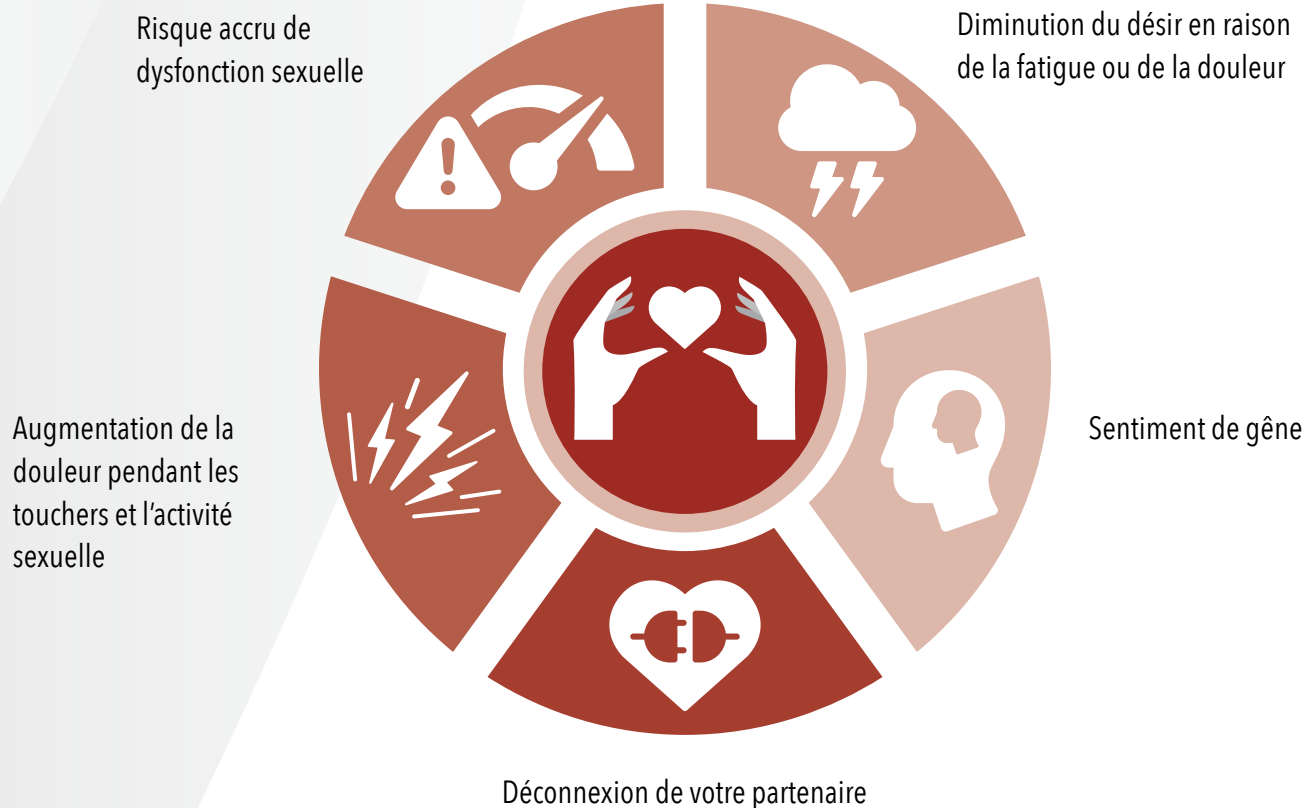 Risque accru de
dysfonction sexuelle
Diminution du désir en raison
de la fatigue ou de la douleur
Sentiment de gêne
Augmentation de la
douleur pendant les
touchers et l’activité
sexuelle
Déconnexion de votre partenaire